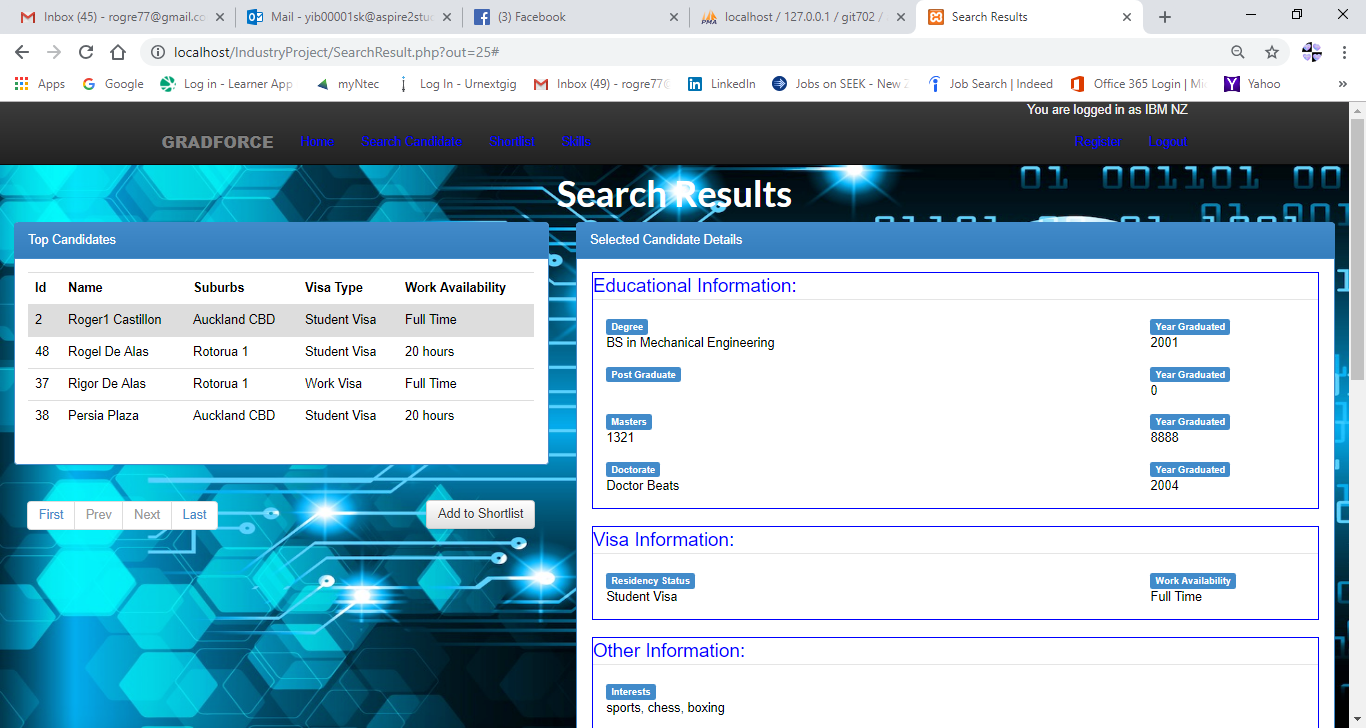 Inbox (45) - rogre77@gmail.co
Mail - yib00001sk@aspire2stu
(3) Facebook
localhost / 127.0.0.1 / git702 /
Search Results
localhost/IndustryProject/SearchResult.php?out=25#
Apps
Google
Log in - Learner App
myNtec
Log In - Urnextgig
Inbox (49) - rogre77@
LinkedIn
Jobs on SEEK - New Z
Job Search | Indeed
Office 365 Login | Mi
Yahoo
»
You are logged in as IBM NZ
GRADFORCE Home Search Candidate Shortlist Skills Register Logout
01 001101 00
Search Results
Top Candidates
Id Name Suburbs Visa Type Work Availability
2 Roger1 Castillon Auckland CBD Student Visa Full Time
48 Rogel De Alas Rotorua 1 Student Visa 20 hours
37 Rigor De Alas Rotorua 1 Work Visa Full Time
38 Persia Plaza Auckland CBD Student Visa 20 hours
First Prev Next Last
Add to Shortlist
Selected Candidate Details
Educational Information:
Degree Year Graduated
BS in Mechanical Engineering 2001
Post Graduate Year Graduated
0
Masters Year Graduated
1321 8888
Doctorate Year Graduated
Doctor Beats 2004
Visa Information:
Residency Status Work Availability
Student Visa Full Time
Other Information:
Interests
sports, chess, boxing